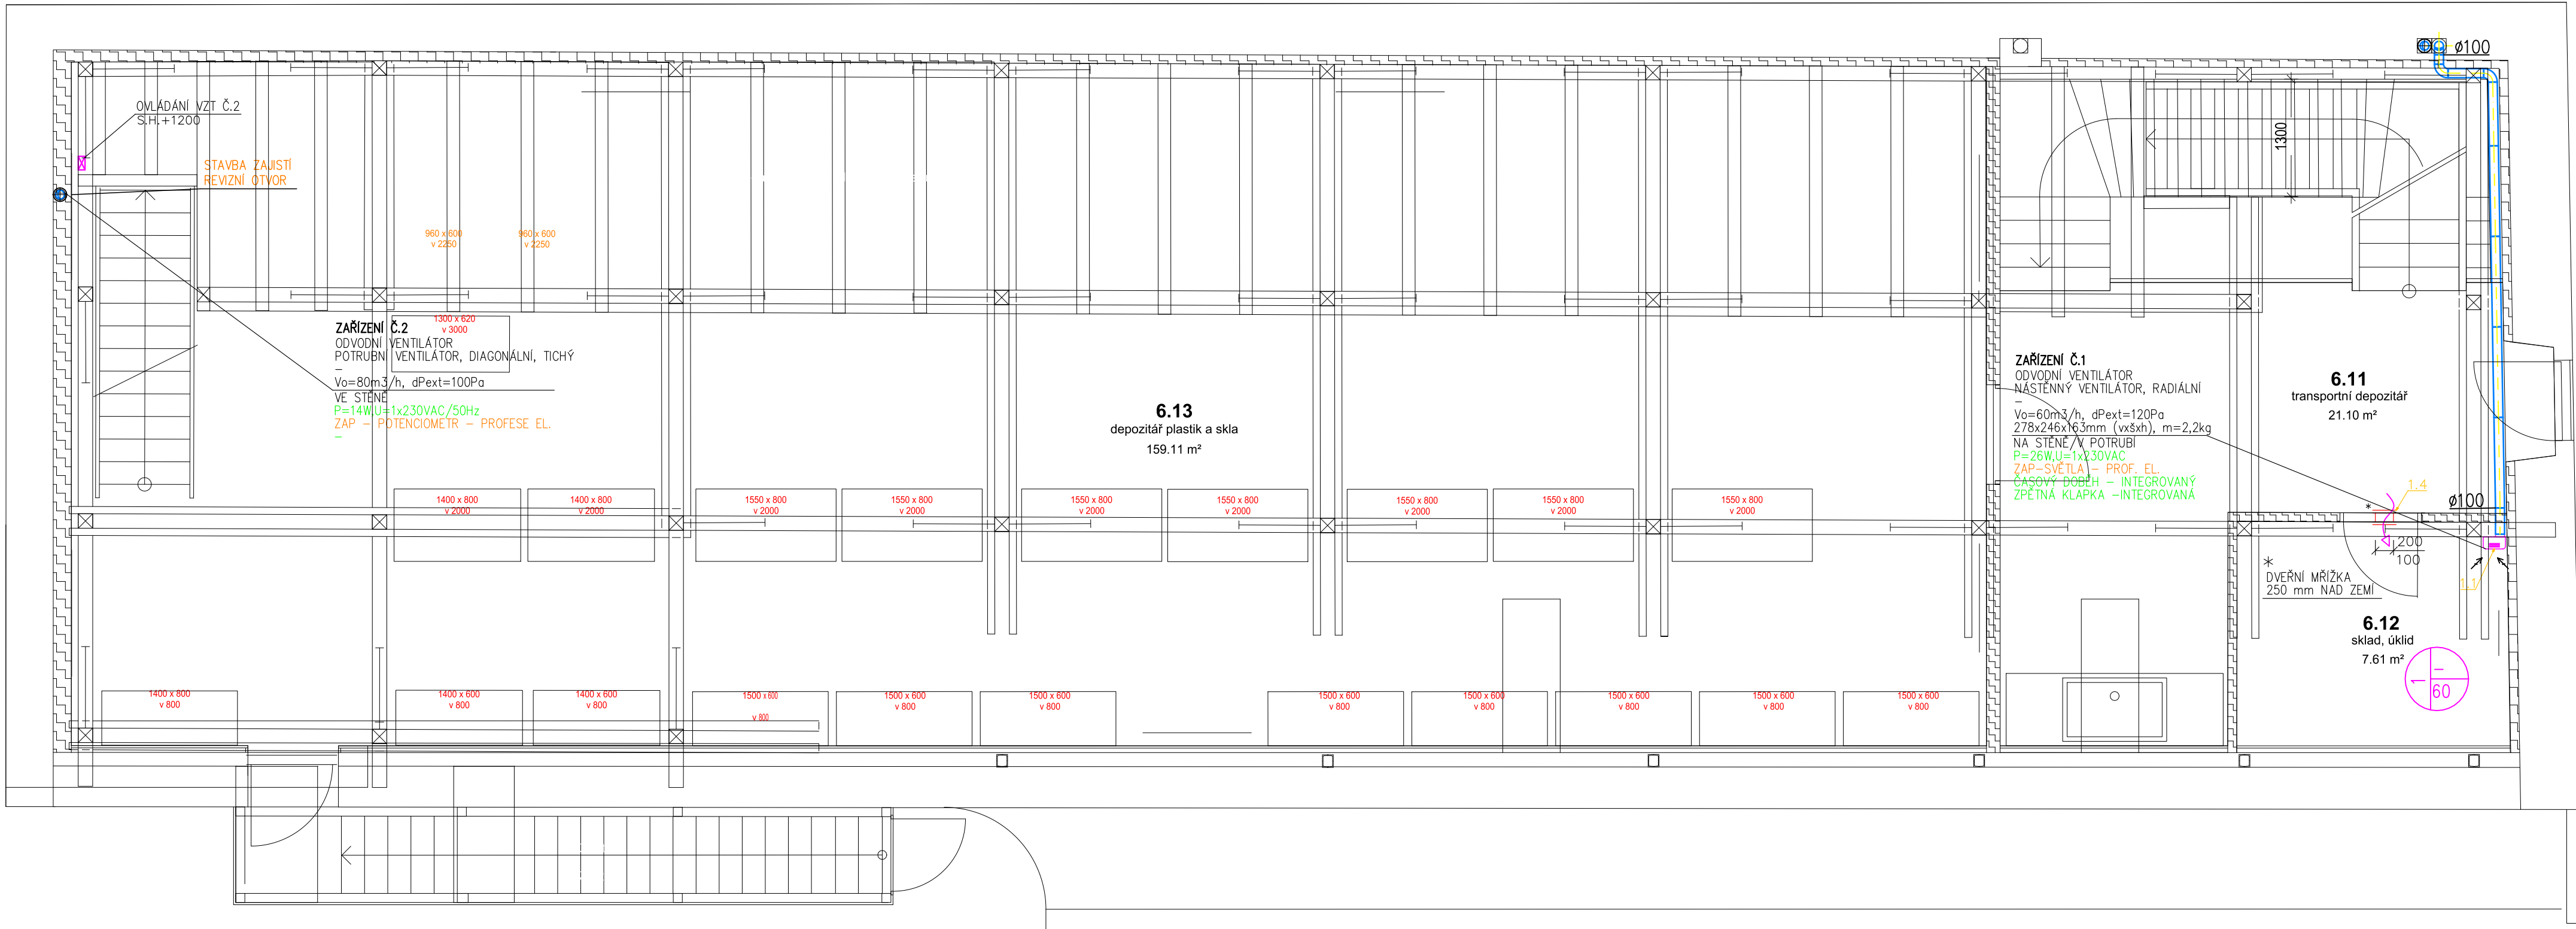 ø100
OVLÁDÁNÍ VZT Č.2
S.H.+1200
STAVBA ZAJISTÍ
REVIZNÍ OTVOR
1300
960 x 600
v 2250
960 x 600
v 2250
ZAŘÍZENÍ Č.2
ODVODNÍ VENTILÁTOR
POTRUBNÍ VENTILÁTOR, DIAGONÁLNÍ, TICHÝ
–
Vo=80m3/h, dPext=100Pa
VE STĚNĚ
P=14W,U=1x230VAC/50Hz
ZAP – POTENCIOMETR – PROFESE EL.
–
1300 x 620
v 3000
6.13
depozitář plastik a skla
159.11 m²
ZAŘÍZENÍ Č.1
ODVODNÍ VENTILÁTOR
NÁSTĚNNÝ VENTILÁTOR, RADIÁLNÍ
–
Vo=60m3/h, dPext=120Pa
278x246x163mm (vxšxh), m=2,2kg
NA STĚNĚ/V POTRUBÍ
P=26W,U=1x230VAC
ZAP-SVĚTLA – PROF. EL.
ČASOVÝ DOBĚH – INTEGROVANÝ
ZPĚTNÁ KLAPKA –INTEGROVANÁ
6.11
transportní depozitář
21.10 m²
1400 x 800
v 2000
1400 x 800
v 2000
1550 x 800
v 2000
1550 x 800
v 2000
1550 x 800
v 2000
1550 x 800
v 2000
1550 x 800
v 2000
1550 x 800
v 2000
1550 x 800
v 2000
1.4
ø100
*
200
100
1.1
*
DVEŘNÍ MŘÍŽKA
250 mm NAD ZEMÍ
6.12
sklad, úklid
7.61 m²
1
–
60
1400 x 800
v 800
1400 x 600
v 800
1400 x 600
v 800
1500 x 600
v 800
1500 x 600
v 800
1500 x 600
v 800
1500 x 600
v 800
1500 x 600
v 800
1500 x 600
v 800
1500 x 600
v 800
1500 x 600
v 800